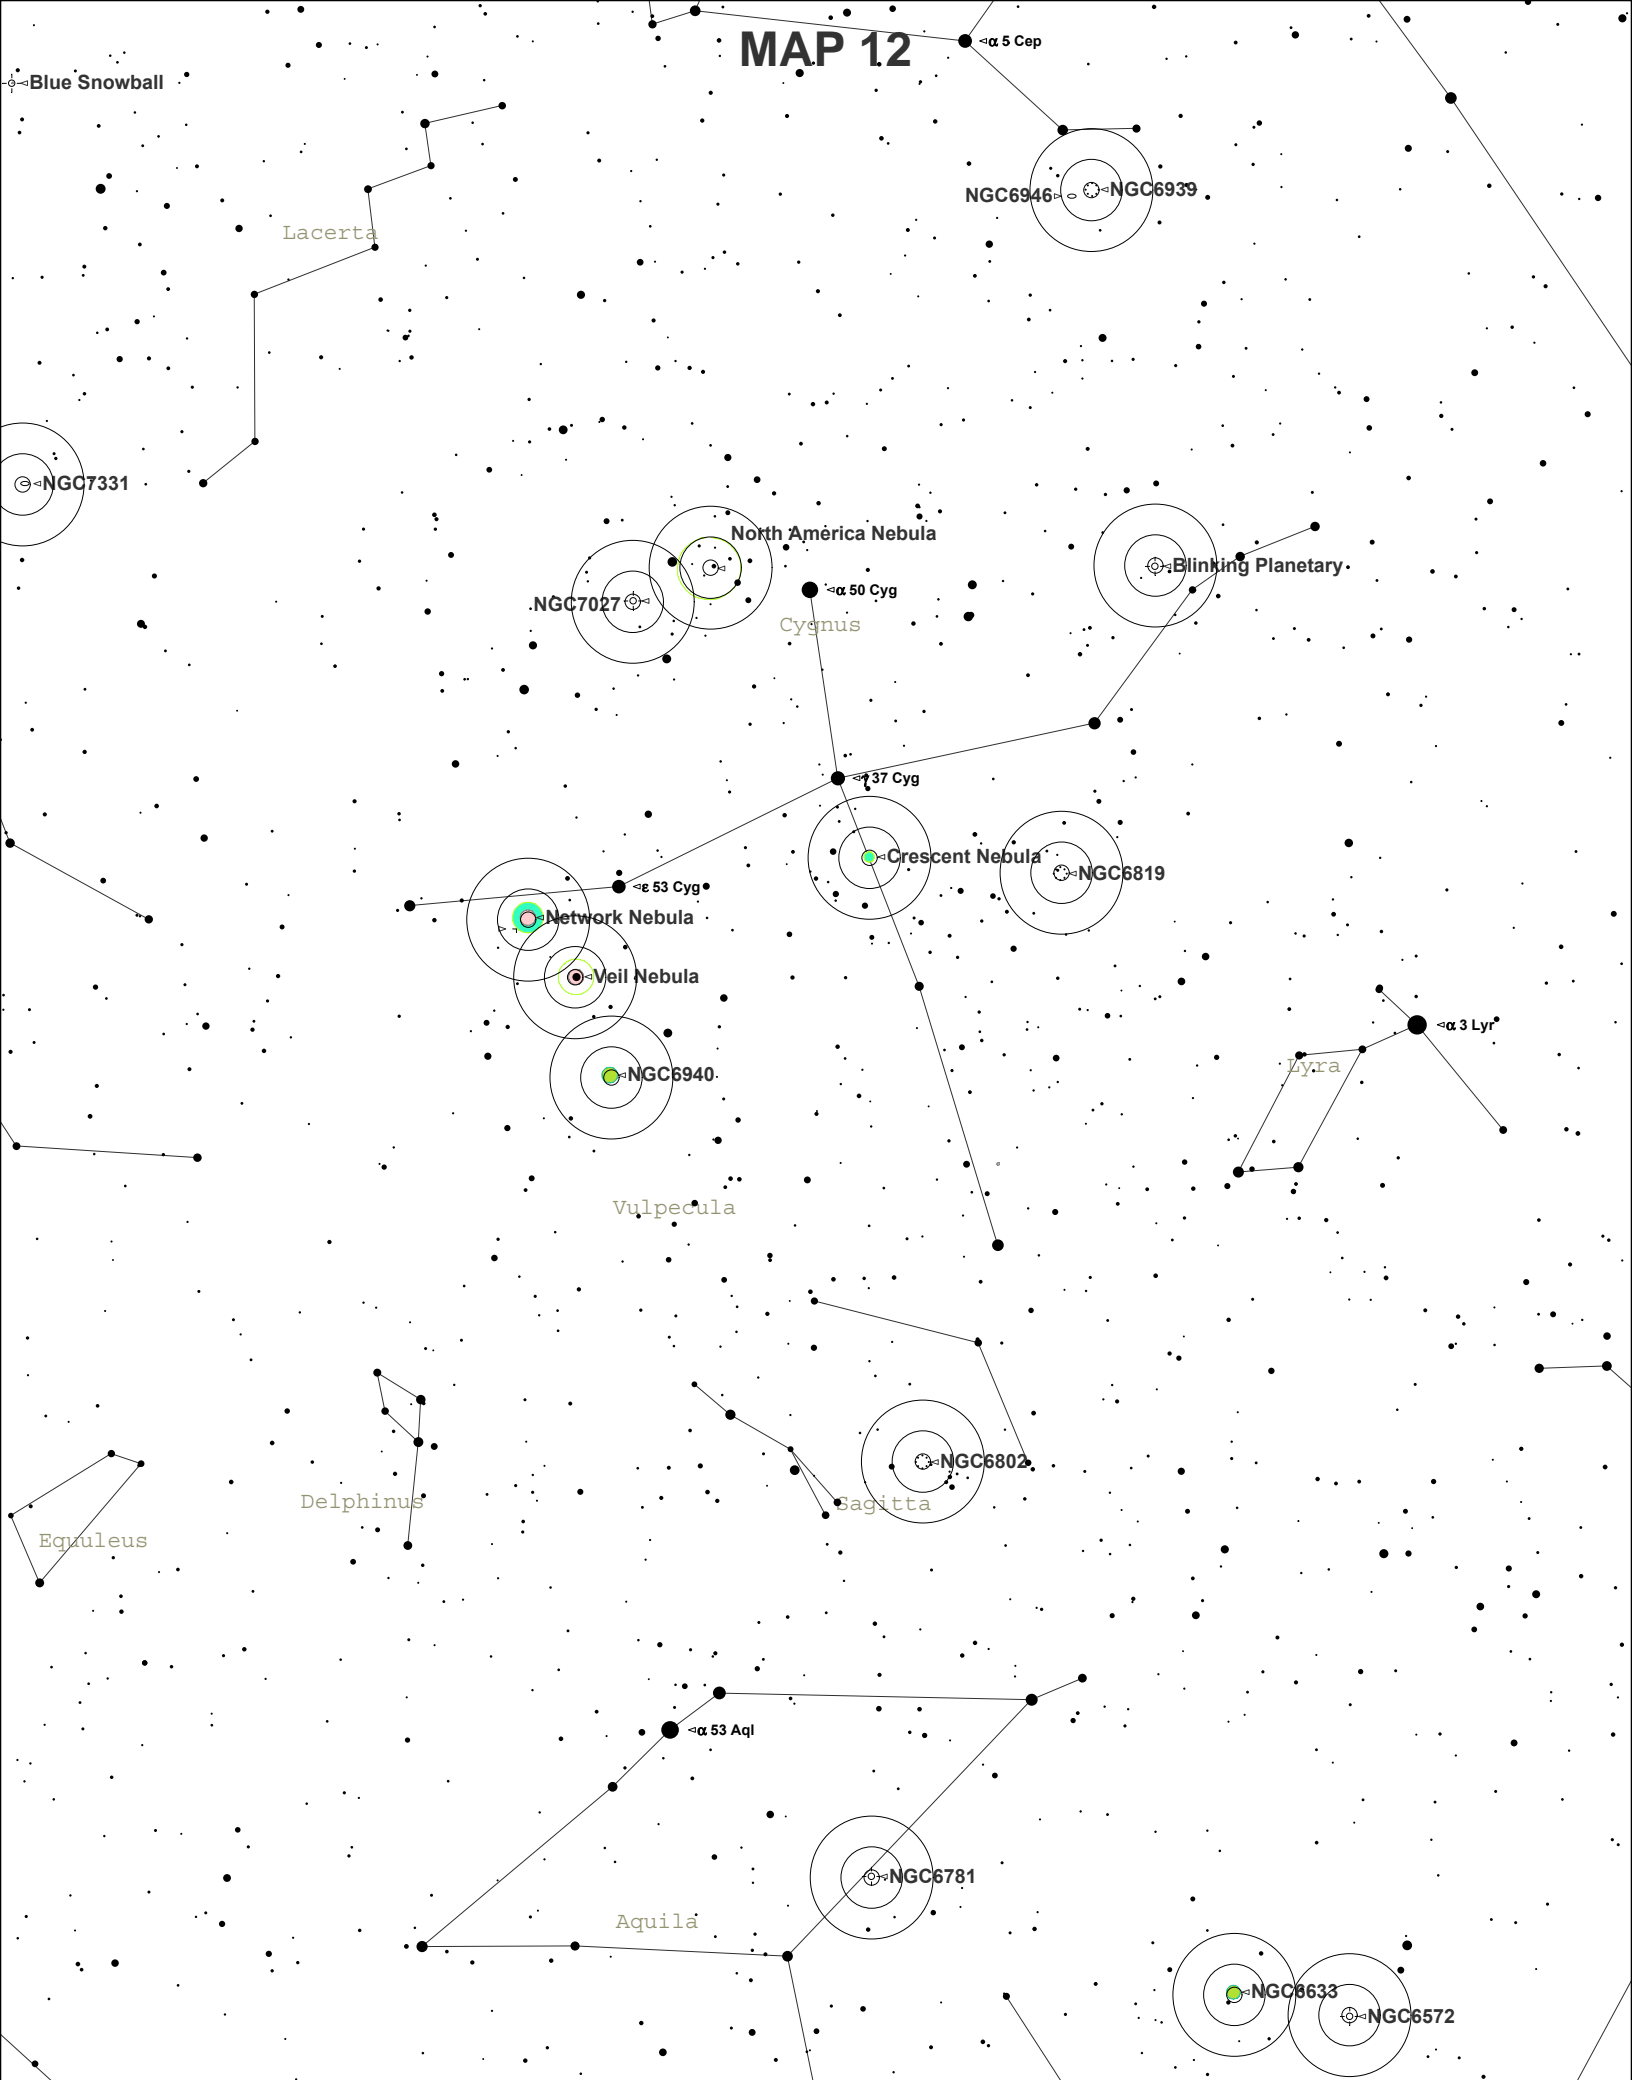 MAP 12
α 5 Cep
Blue Snowball
NGC6946
NGC6939
Lacerta
NGC7331
North America Nebula
Blinking Planetary
α 50 Cyg
NGC7027
Cygnus
γ 37 Cyg
Crescent Nebula
NGC6819
ε 53 Cyg
Network Nebula
Veil Nebula
α 3 Lyr
Lyra
NGC6940
Vulpecula
NGC6802
Delphinus
Sagitta
Equuleus
α 53 Aql
NGC6781
Aquila
NGC6633
NGC6572